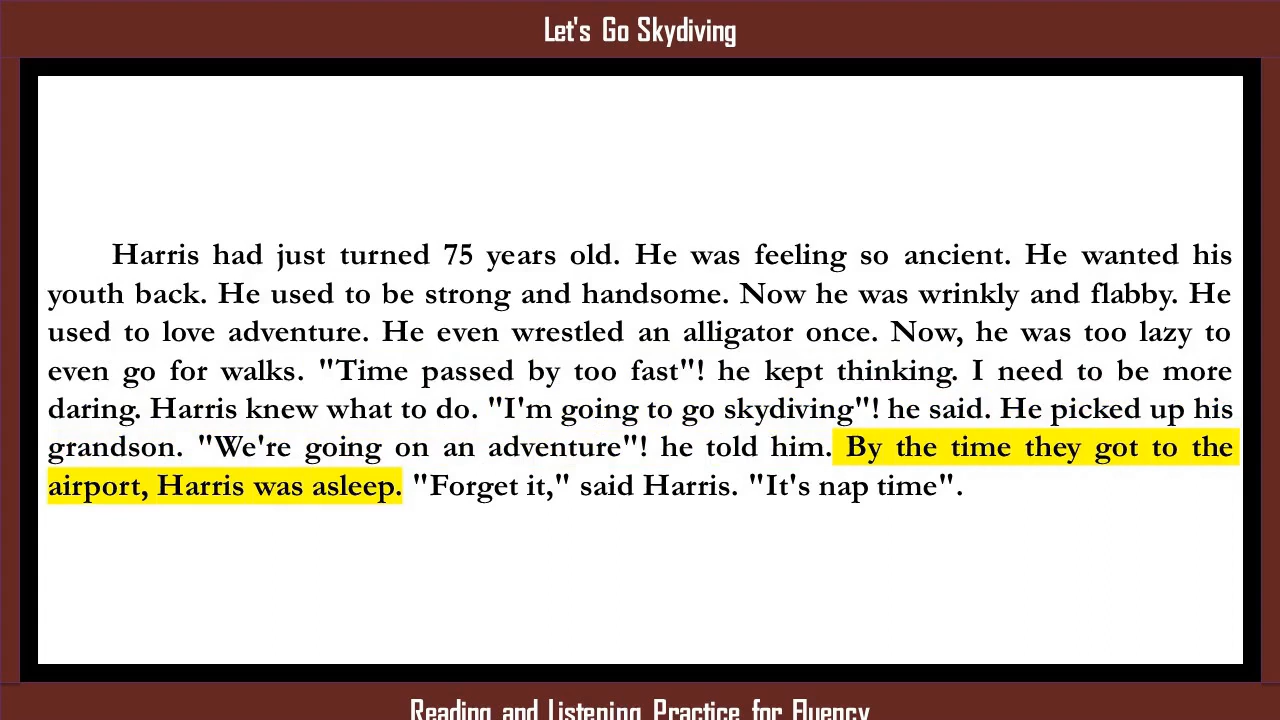 Let's Go Skydiving
Harris had just turned 75 years old. He was feeling so ancient. He wanted his
youth back. He used to be strong and handsome. Now he was wrinkly and flabby. He
used to love adventure. He even wrestled an alligator once. Now, he was too lazy to
even go for walks. "Time passed by too fast"! he kept thinking. I need to be more
daring. Harris knew what to do. "I'm going to go skydiving"! he said. He picked up his
grandson. "We're going on an adventure"! he told him. By the time they got to the
airport, Harris was asleep. "Forget it," said Harris. "It's nap time".
Reading and Listening Practice for Fluency